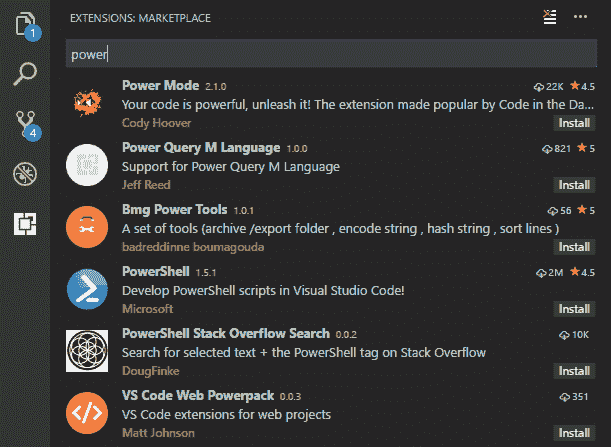 EXTENSIONS: MARKETPLACE
1
power
Power Mode 2.1.0 22K 4.5
Your code is powerful, unleash it! The extension made popular by Code in the Da...
Cody Hoover Install
4
Power Query M Language 1.0.0 821 5
Support for Power Query M Language
Jeff Reed Install
Bmg Power Tools 1.0.1 56 5
A set of tools (archive /export folder , encode string , hash string , sort lines )
badreddinne boumagouda Install
PowerShell 1.5.1 2M 4.5
Develop PowerShell scripts in Visual Studio Code!
Microsoft Install
PowerShell Stack Overflow Search 0.0.2 10K
Search for selected text + the PowerShell tag on Stack Overflow
DougFinke Install
VS Code Web Powerpack 0.0.3 351
VS Code extensions for web projects
Matt Johnson Install